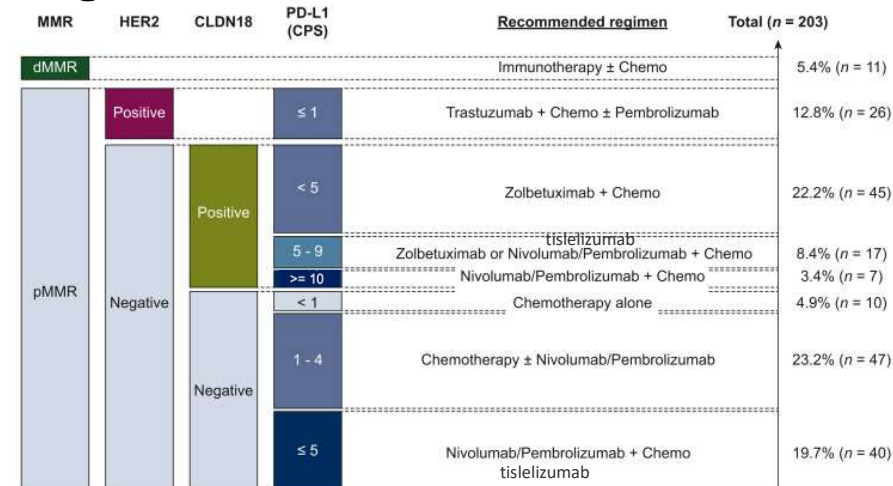 MMR HER2 CLDN18 PD-L1 (CPS) Recommended regimen Total (n = 203)
dMMR Immunotherapy ± Chemo 5.4% (n = 11)
Positive ≤ 1 Trastuzumab + Chemo ± Pembrolizumab 12.8% (n = 26)
pMMR
Negative
Positive
< 5 Zolbetuximab + Chemo 22.2% (n = 45)
tislelizumab
5 - 9 Zolbetuximab or Nivolumab/Pembrolizumab + Chemo 8.4% (n = 17)
>= 10 Nivolumab/Pembrolizumab + Chemo 3.4% (n = 7)
Negative
< 1 Chemotherapy alone 4.9% (n = 10)
1 - 4 Chemotherapy ± Nivolumab/Pembrolizumab 23.2% (n = 47)
≤ 5 Nivolumab/Pembrolizumab + Chemo 19.7% (n = 40)
tislelizumab